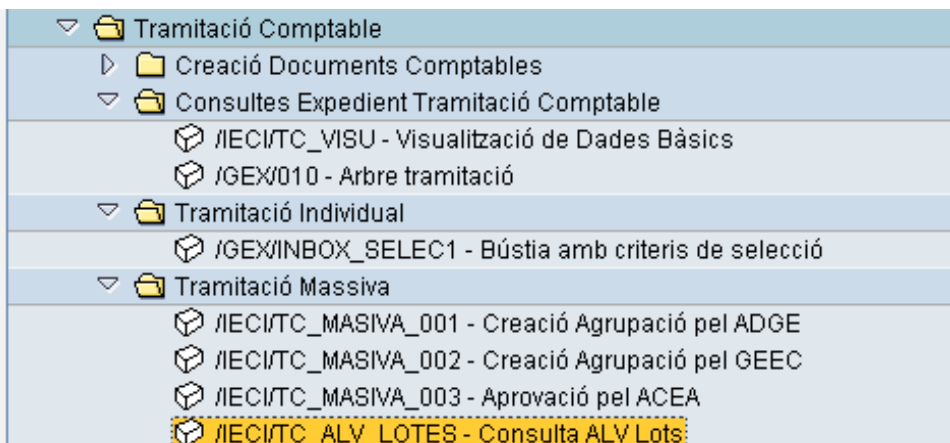 Tramitació Comptable
Creació Documents Comptables
Consultes Expedient Tramitació Comptable
/IECI/TC_VISU - Visualització de Dades Bàsics
/GEX/010 - Arbre tramitació
Tramitació Individual
/GEX/INBOX_SELEC1 - Bústia amb criteris de selecció
Tramitació Massiva
/IECI/TC_MASIVA_001 - Creació Agrupació pel ADGE
/IECI/TC_MASIVA_002 - Creació Agrupació pel GEEC
/IECI/TC_MASIVA_003 - Aprovació pel ACEA
/IECI/TC_ALV_LOTES - Consulta ALV Lots